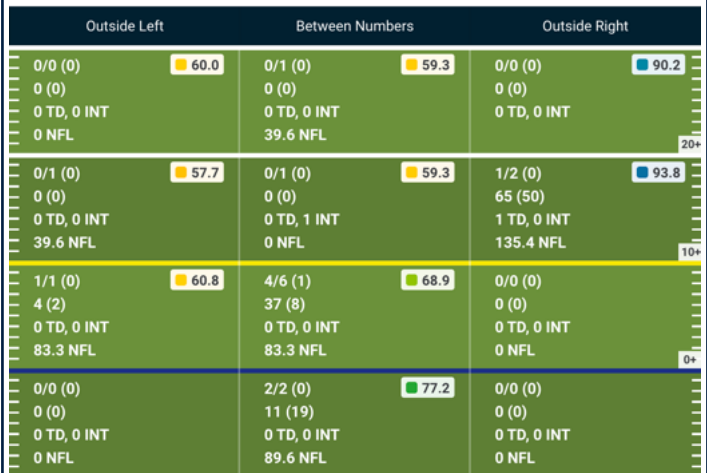 Outside Left Between Numbers Outside Right
0/0 (0) 60.0
0 (0)
0 TD, 0 INT
0 NFL
0/1 (0) 59.3
0 (0)
0 TD, 0 INT
39.6 NFL
0/0 (0) 90.2
0 (0)
0 TD, 0 INT
20+
0/1 (0) 57.7
0 (0)
0 TD, 0 INT
39.6 NFL
0/1 (0) 59.3
0 (0)
0 TD, 1 INT
0 NFL
1/2 (0) 93.8
65 (50)
1 TD, 0 INT
135.4 NFL
10+
1/1 (0) 60.8
4 (2)
0 TD, 0 INT
83.3 NFL
4/6 (1) 68.9
37 (8)
0 TD, 0 INT
83.3 NFL
0/0 (0)
0 (0)
0 TD, 0 INT
0 NFL
0+
0/0 (0)
0 (0)
0 TD, 0 INT
0 NFL
2/2 (0) 77.2
11 (19)
0 TD, 0 INT
89.6 NFL
0/0 (0)
0 (0)
0 TD, 0 INT
0 NFL